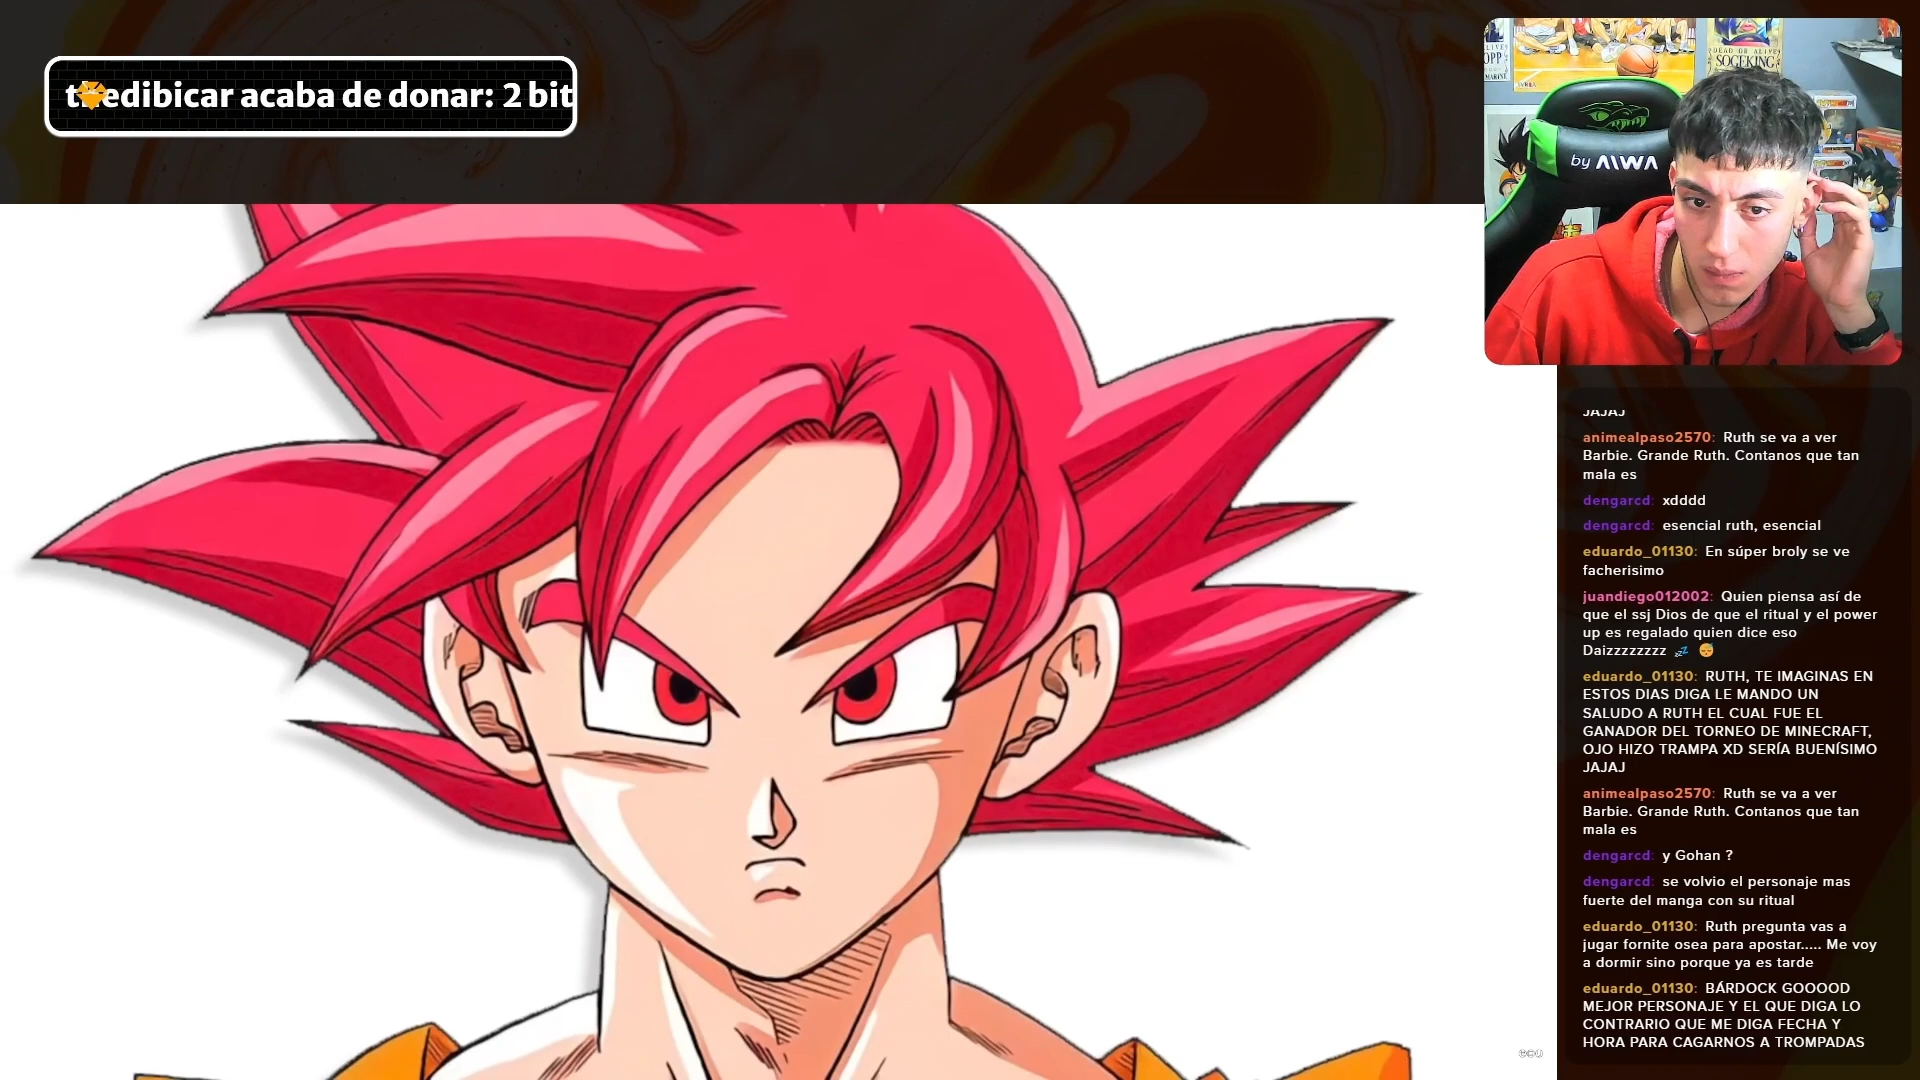 edibicar acaba de donar: 2 bit
DEAD OR ALIVE
SOGEKING
by AIWA
JAJAJ
animealpaso2570: Ruth se va a ver
Barbie. Grande Ruth. Contanos que tan
mala es
dengarcd: xdddd
dengarcd: esencial ruth, esencial
eduardo_01130: En súper broly se ve
facherisimo
juandiego012002: Quien piensa así de
que el ssj Dios de que el ritual y el power
up es regalado quien dice eso
Daizzzzzzzz 💤 😴
eduardo_01130: RUTH, TE IMAGINAS EN
ESTOS DIAS DIGA LE MANDO UN
SALUDO A RUTH EL CUAL FUE EL
GANADOR DEL TORNEO DE MINECRAFT,
OJO HIZO TRAMPA XD SERÍA BUENÍSIMO
JAJAJ
animealpaso2570: Ruth se va a ver
Barbie. Grande Ruth. Contanos que tan
mala es
dengarcd: y Gohan ?
dengarcd: se volvio el personaje mas
fuerte del manga con su ritual
eduardo_01130: Ruth pregunta vas a
jugar fornite osea para apostar..... Me voy
a dormir sino porque ya es tarde
eduardo_01130: BÁRDOCK GOOOOD
MEJOR PERSONAJE Y EL QUE DIGA LO
CONTRARIO QUE ME DIGA FECHA Y
HORA PARA CAGARNOS A TROMPADAS